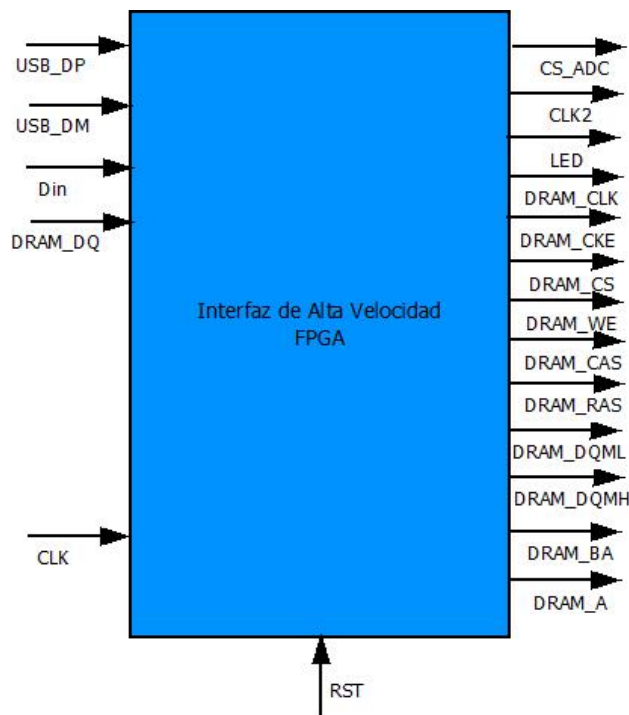 USB_DP
USB_DM
Din
DRAM_DQ
CLK
Interfaz de Alta Velocidad
FPGA
CS_ADC
CLK2
LED
DRAM_CLK
DRAM_CKE
DRAM_CS
DRAM_WE
DRAM_CAS
DRAM_RAS
DRAM_DQML
DRAM_DQMH
DRAM_BA
DRAM_A
RST